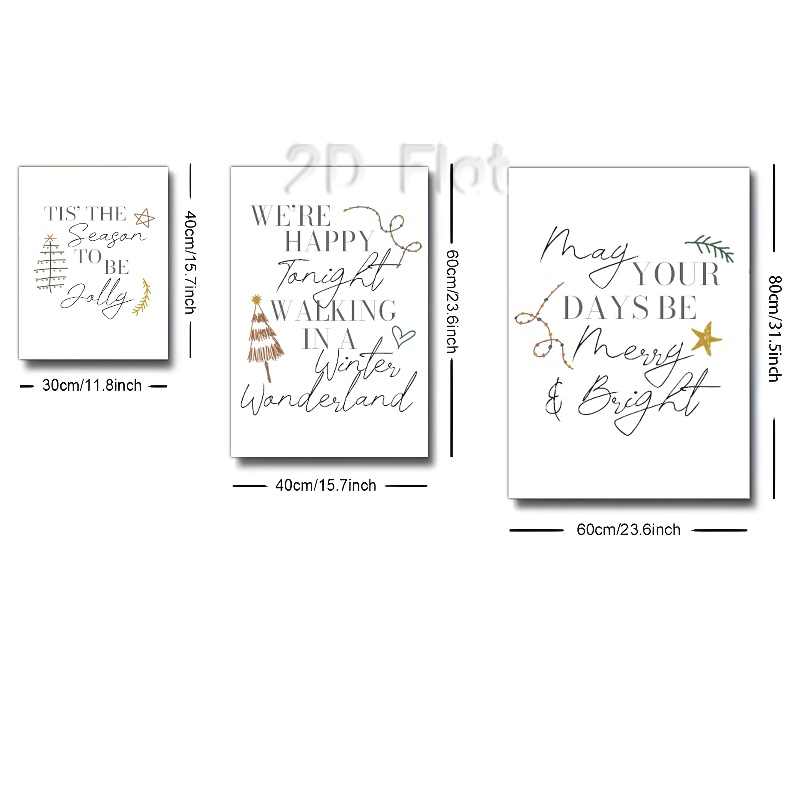 2D Flat
TIS' THE
Season
TO
BE
Jolly
40cm/15.7inch
30cm/11.8inch
WE'RE
HAPPY
Tonight
WALKING
IN A
Winter
Wonderland
60cm/23.6inch
40cm/15.7inch
May
YOUR
DAYS BE
Merry
& Bright
80cm/31.5inch
60cm/23.6inch